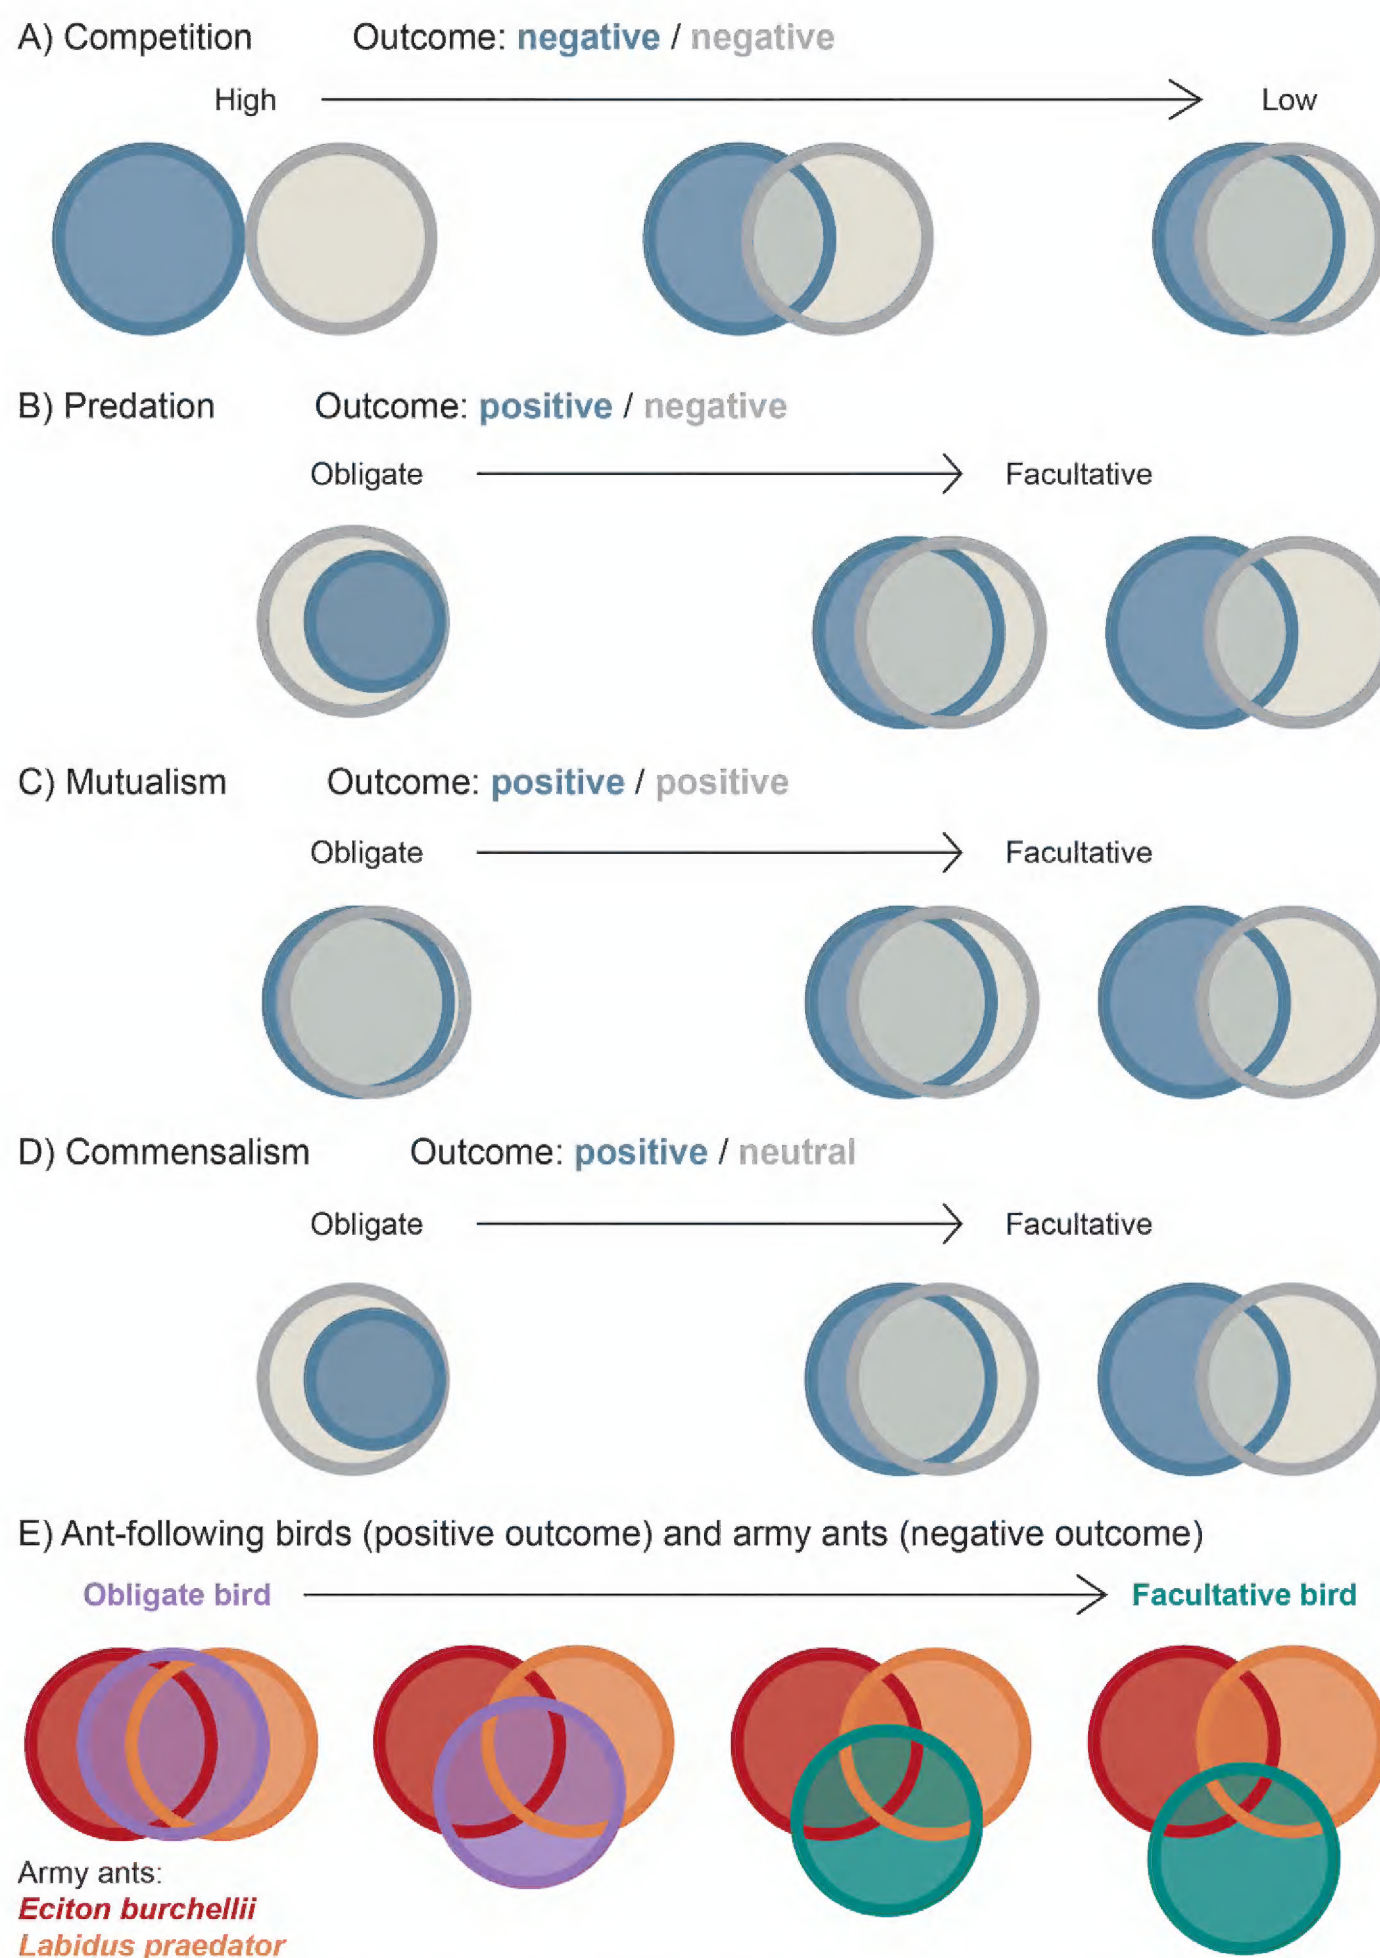 A) Competition Outcome: negative / negative
High Low
B) Predation Outcome: positive / negative
Obligate Facultative
C) Mutualism Outcome: positive / positive
Obligate Facultative
D) Commensalism Outcome: positive / neutral
Obligate Facultative
E) Ant-following birds (positive outcome) and army ants (negative outcome)
Obligate bird Facultative bird
Army ants:
Eciton burchellii
Labidus praedator